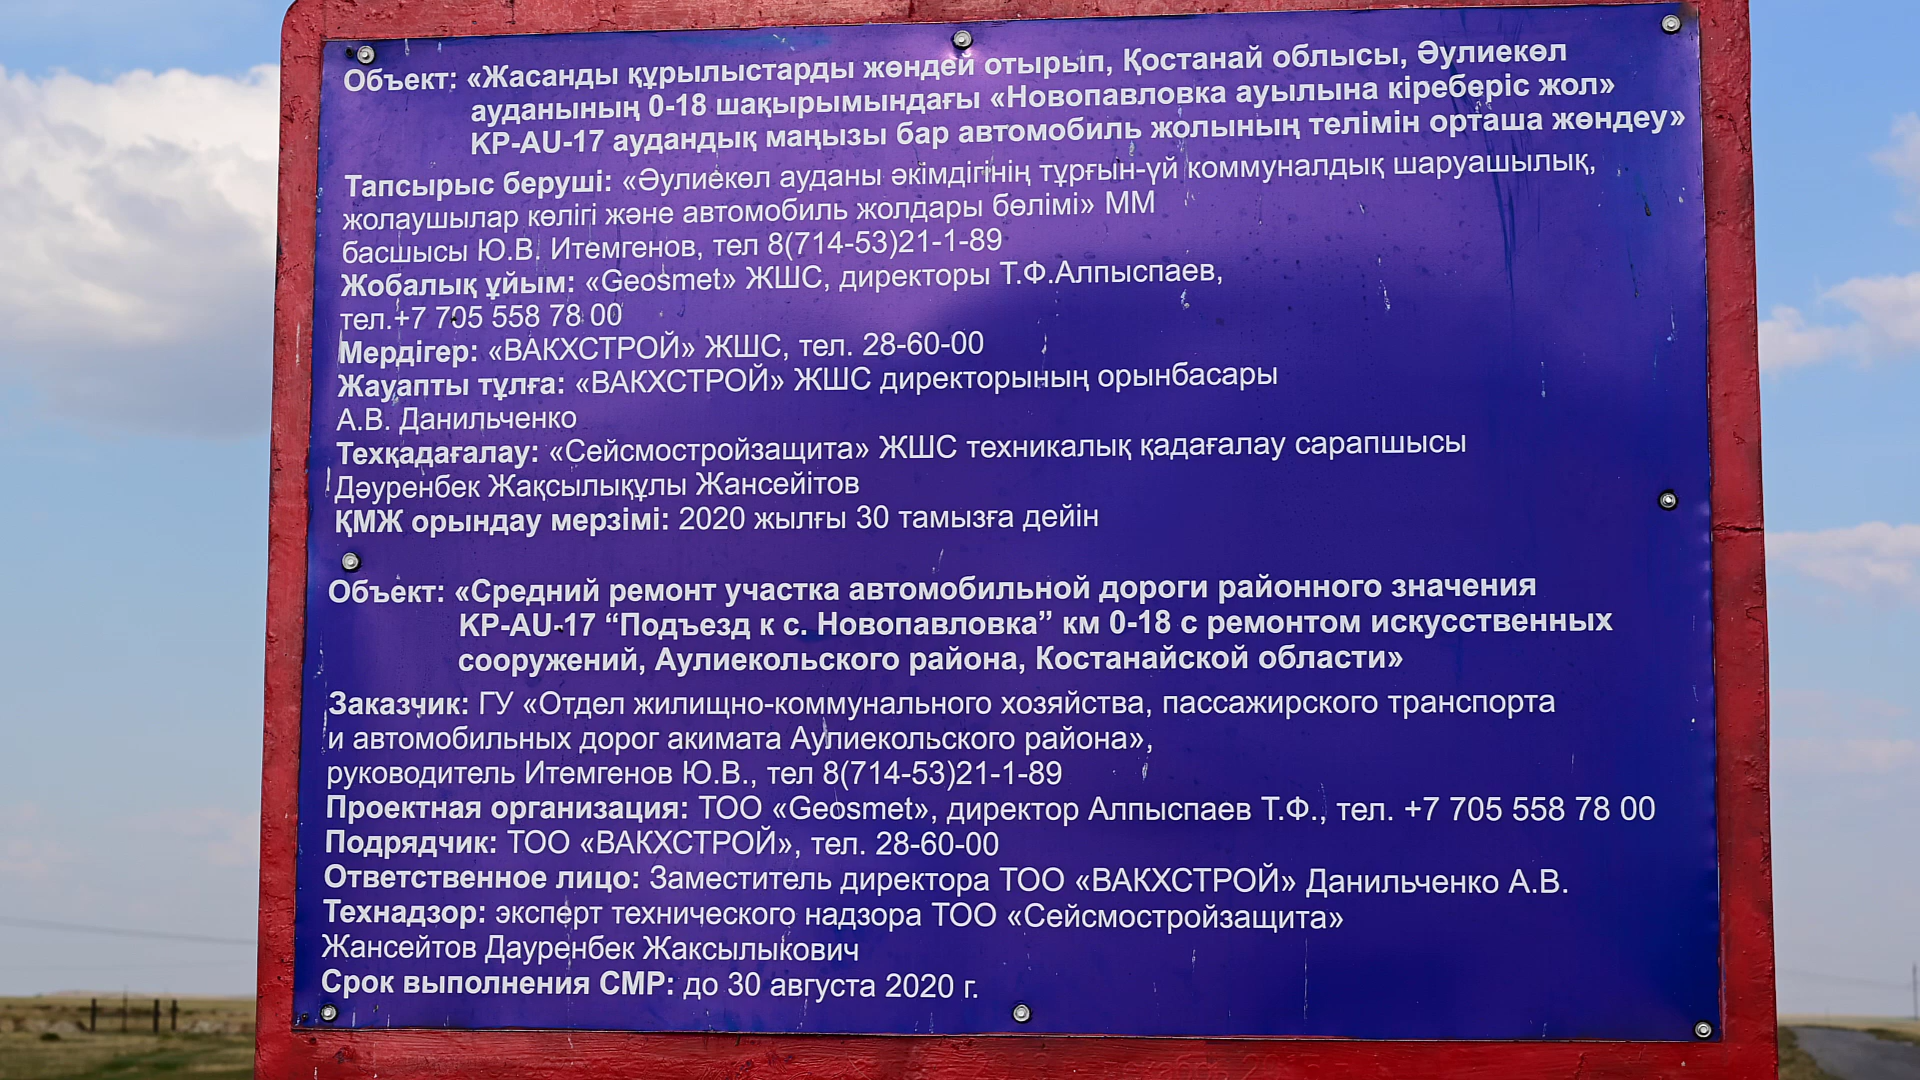 Объект: «Жасанды құрылыстарды жөндей отырып, Қостанай облысы, Әулиекөл
ауданының 0-18 шақырымындағы «Новопавловка ауылына кіреберіс жол»
KP-AU-17 аудандық маңызы бар автомобиль жолының телімін орташа жөндеу»
Тапсырыс беруші: «Әулиекөл ауданы әкімдігінің тұрғын-үй коммуналдық шаруашылық,
жолаушылар көлігі және автомобиль жолдары бөлімі» ММ
басшысы Ю.В. Итемгенов, тел 8(714-53)21-1-89
Жобалық ұйым: «Geosmet» ЖШС, директоры Т.Ф.Алпыспаев,
тел.+7 705 558 78 00
Мердігер: «ВАКХСТРОЙ» ЖШС, тел. 28-60-00
Жауапты тұлға: «ВАКХСТРОЙ» ЖШС директорының орынбасары
А.В. Данильченко
Техқадағалау: «Сейсмостройзащита» ЖШС техникалық қадағалау сарапшысы
Дәуренбек Жақсылықұлы Жансейітов
ҚМЖ орындау мерзімі: 2020 жылғы 30 тамызға дейін
Объект: «Средний ремонт участка автомобильной дороги районного значения
KP-AU-17 “Подъезд к с. Новопавловка” км 0-18 с ремонтом искусственных
сооружений, Аулиекольского района, Костанайской области»
Заказчик: ГУ «Отдел жилищно-коммунального хозяйства, пассажирского транспорта
и автомобильных дорог акимата Аулиекольского района»,
руководитель Итемгенов Ю.В., тел 8(714-53)21-1-89
Проектная организация: ТОО «Geosmet», директор Алпыспаев Т.Ф., тел. +7 705 558 78 00
Подрядчик: ТОО «ВАКХСТРОЙ», тел. 28-60-00
Ответственное лицо: Заместитель директора ТОО «ВАКХСТРОЙ» Данильченко А.В.
Технадзор: эксперт технического надзора ТОО «Сейсмостройзащита»
Жансейтов Дауренбек Жаксылыкович
Срок выполнения СМР: до 30 августа 2020 г.